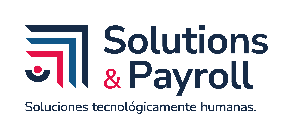 Solutions
& Payroll
Soluciones tecnológicamente humanas.